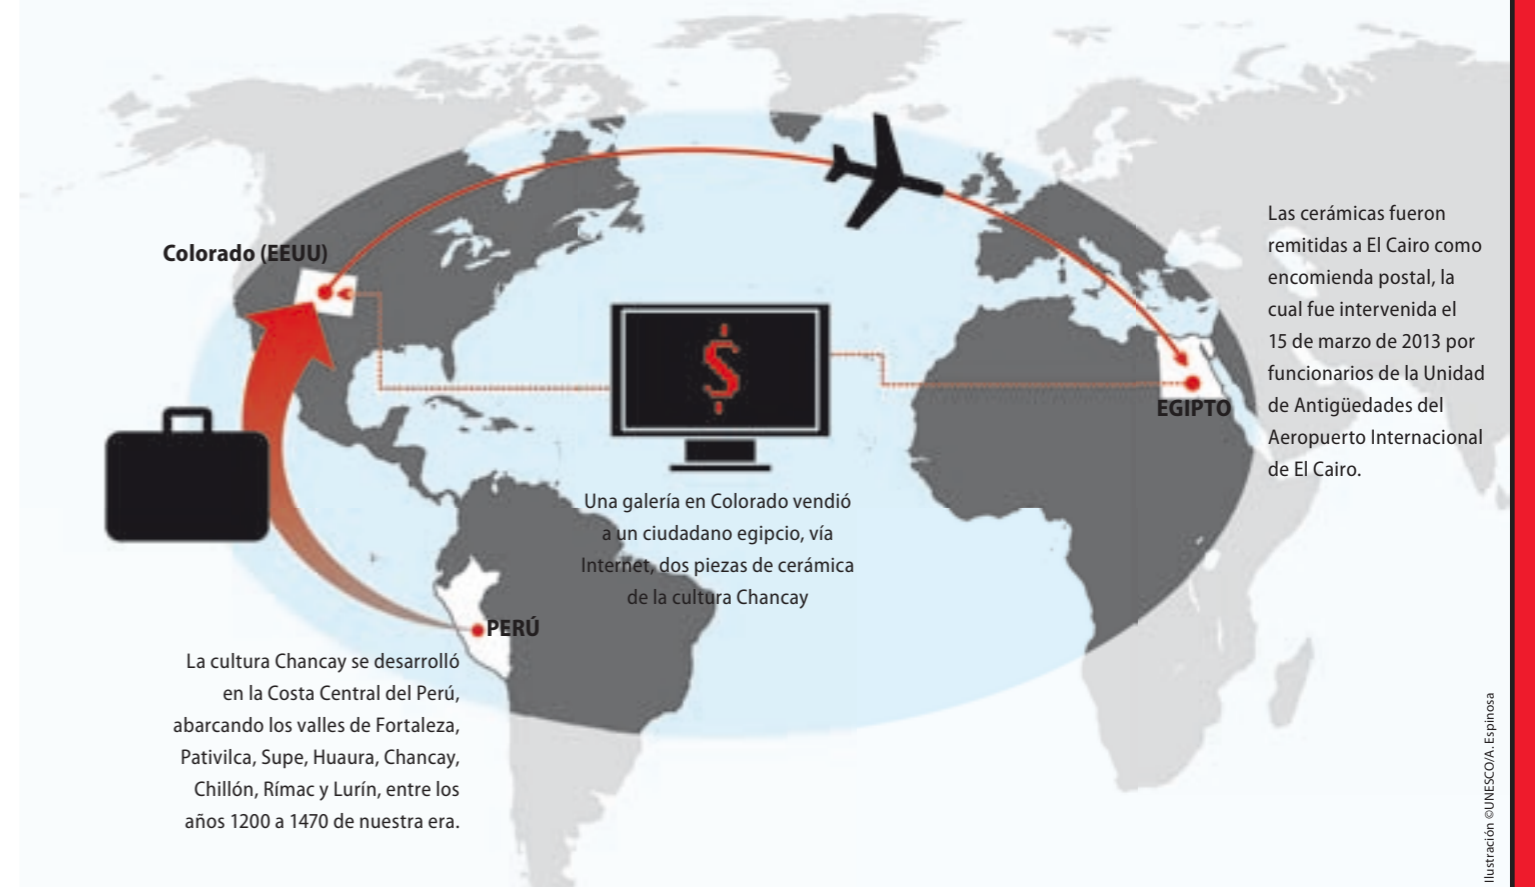 Colorado (EEUU)
Las cerámicas fueron
remitidas a El Cairo como
encomienda postal, la
cual fue intervenida el
15 de marzo de 2013 por
funcionarios de la Unidad
de Antigüedades del
Aeropuerto Internacional
de El Cairo.
$
EGIPTO
Una galería en Colorado vendió
a un ciudadano egipcio, vía
Internet, dos piezas de cerámica
de la cultura Chancay
PERÚ
La cultura Chancay se desarrolló
en la Costa Central del Perú,
abarcando los valles de Fortaleza,
Pativilca, Supe, Huaura, Chancay,
Chillón, Rímac y Lurín, entre los
años 1200 a 1470 de nuestra era.
Ilustración ©UNESCO/A. Espinosa